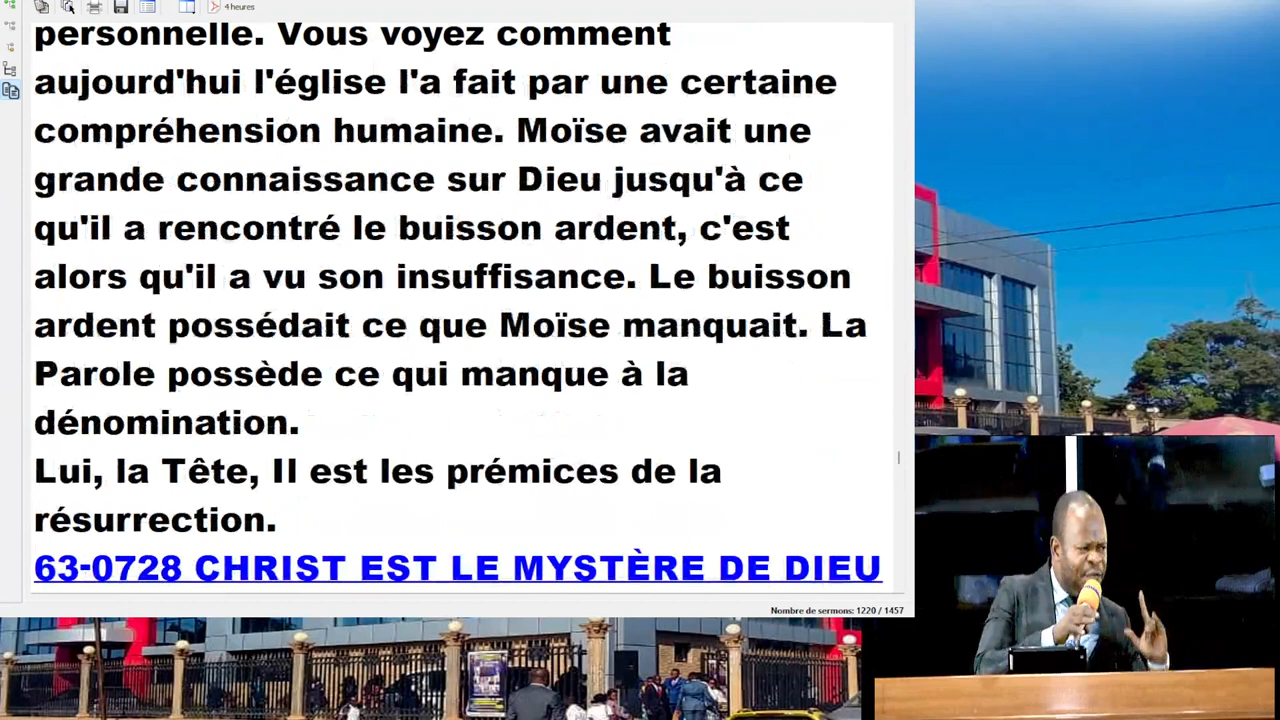 4 heures
personnelle. Vous voyez comment
aujourd'hui l'église l'a fait par une certaine
compréhension humaine. Moïse avait une
grande connaissance sur Dieu jusqu'à ce
qu'il a rencontré le buisson ardent, c'est
alors qu'il a vu son insuffisance. Le buisson
ardent possédait ce que Moïse manquait. La
Parole possède ce qui manque à la
dénomination.
Lui, la Tête, Il est les prémices de la
résurrection.
63-0728 CHRIST EST LE MYSTÈRE DE DIEU
Nombre de sermons: 1220 / 1457